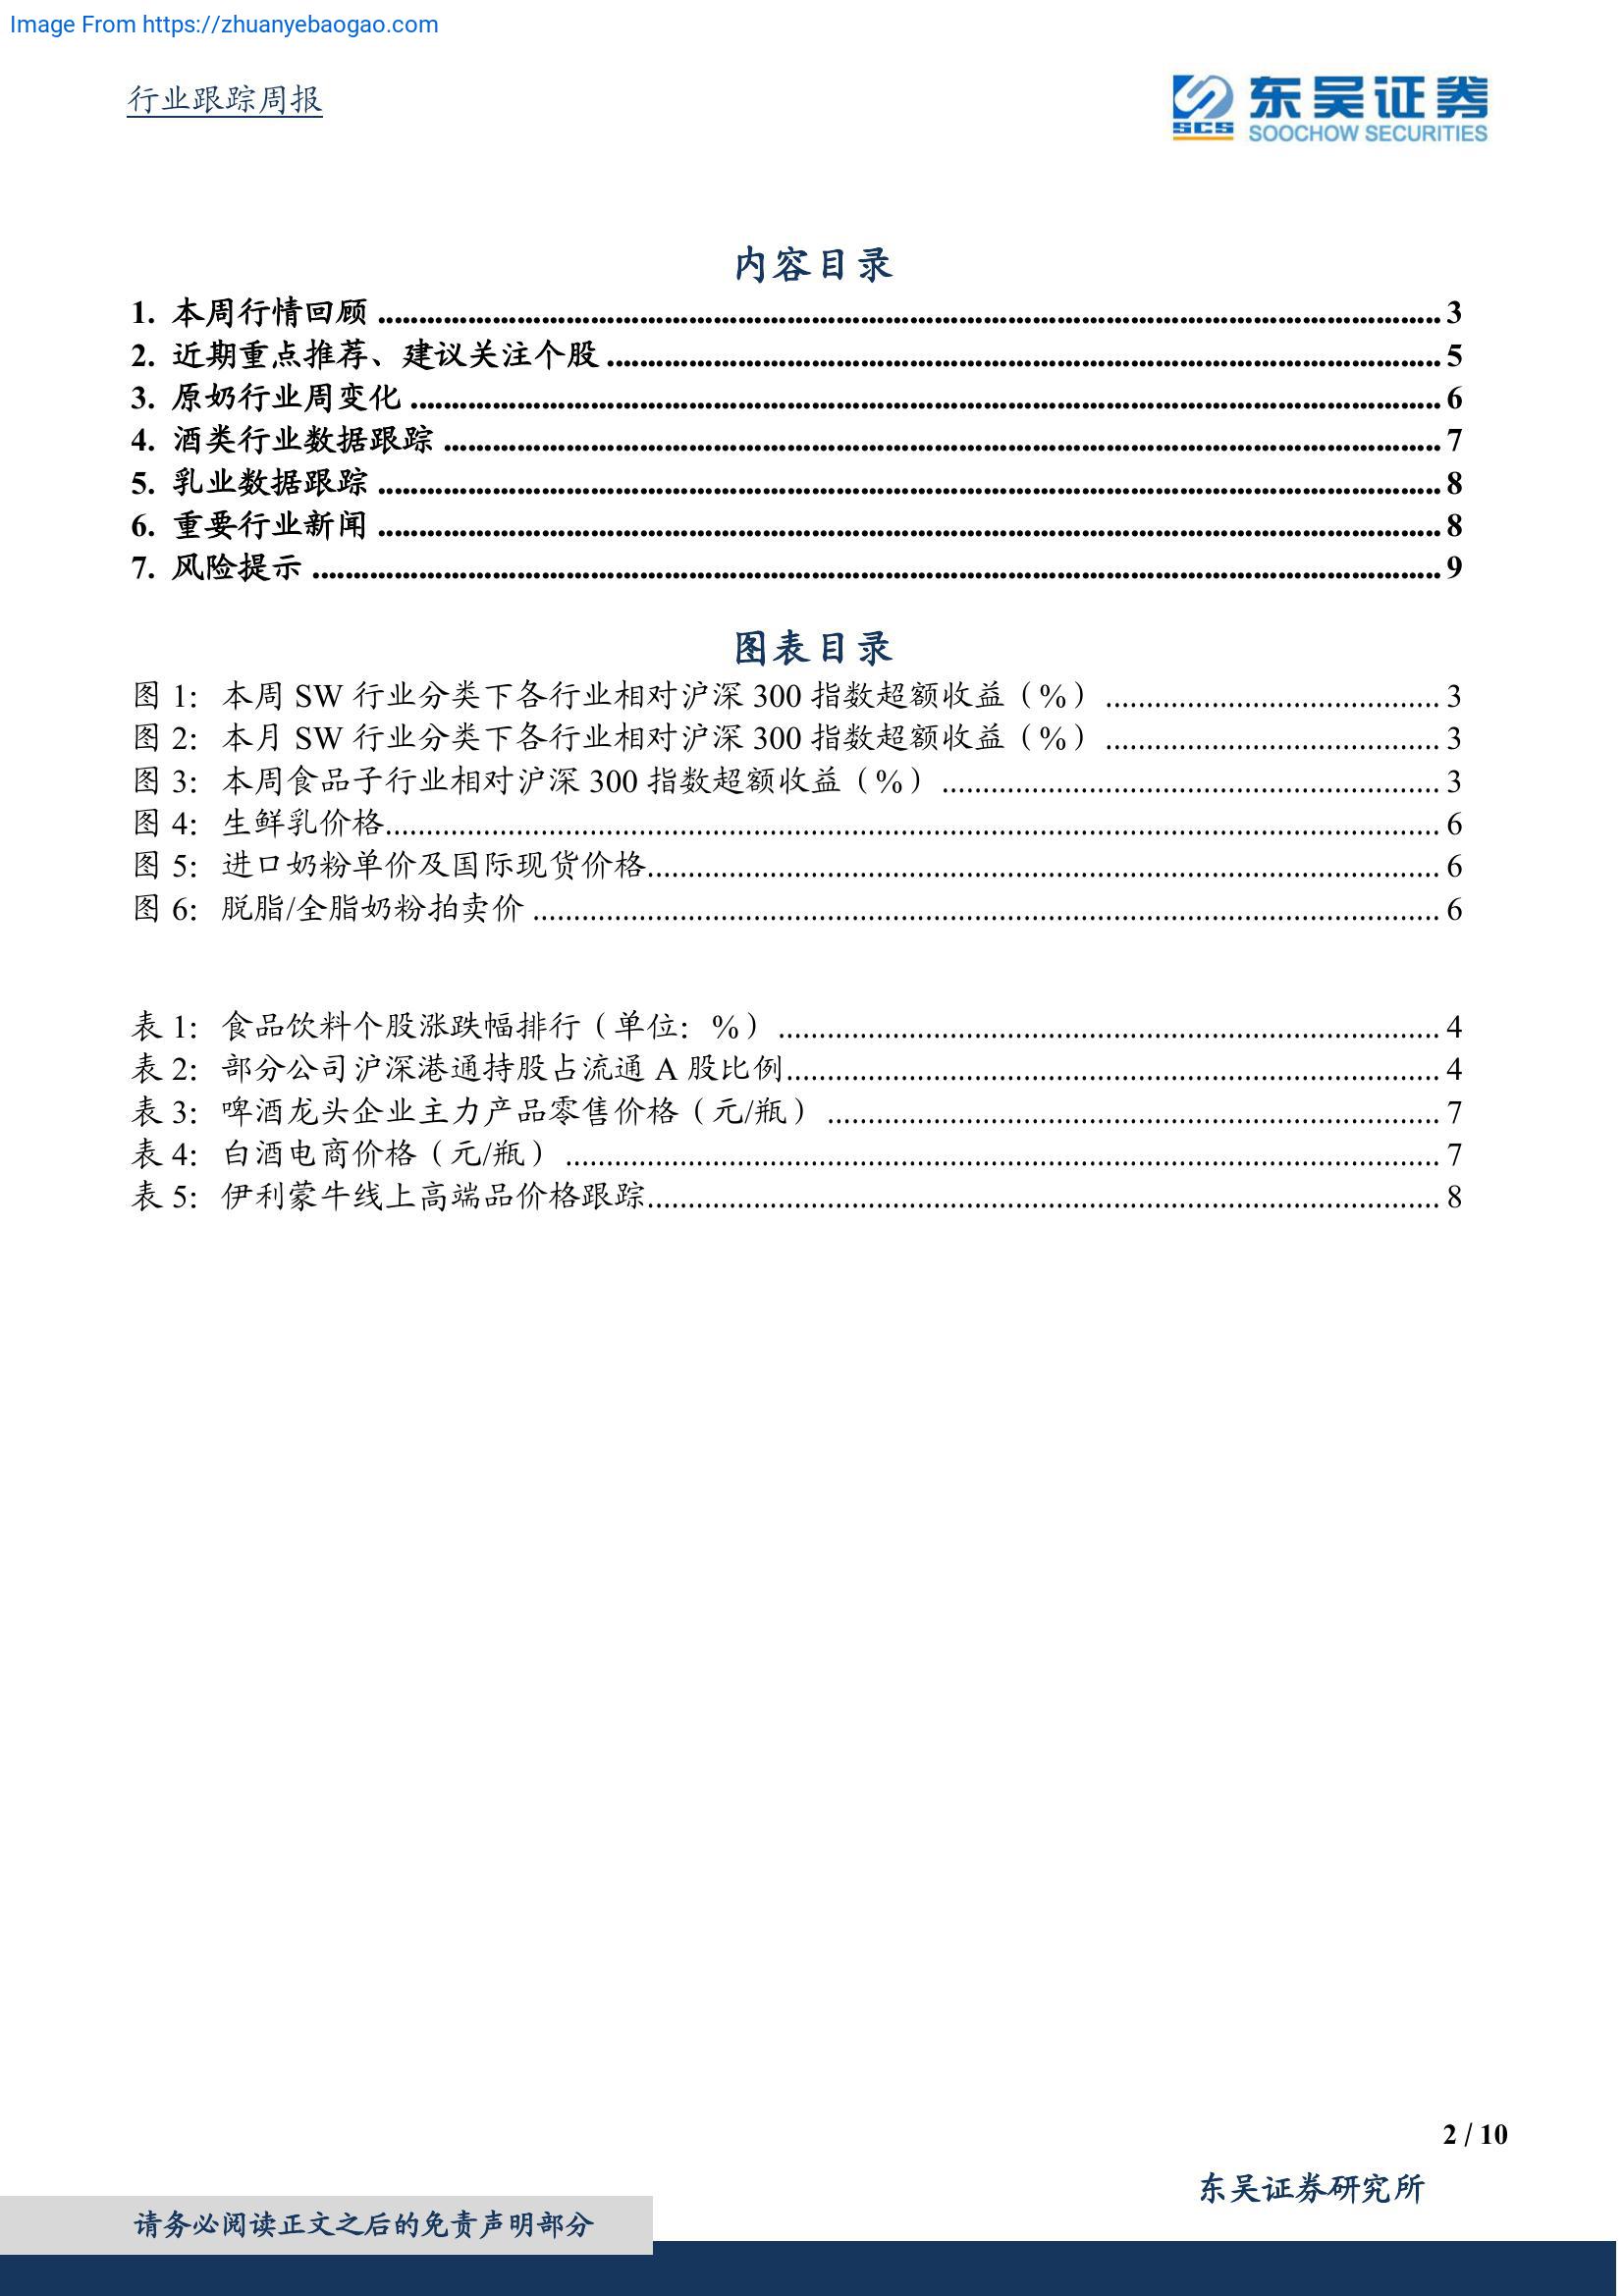 Image From https://zhuanyebaogao.com
行业跟踪周报
东吴证券
SCS
SOOCHOW SECURITIES
内容目录
1. 本周行情回顾 ........................................ 3
2. 近期重点推荐、建议关注个股 ........................................ 5
3. 原奶行业周变化 ........................................ 6
4. 酒类行业数据跟踪 ........................................ 7
5. 乳业数据跟踪 ........................................ 8
6. 重要行业新闻 ........................................ 8
7. 风险提示 ........................................ 9
图表目录
图 1: 本周 SW 行业分类下各行业相对沪深 300 指数超额收益（%） ........................................ 3
图 2: 本月 SW 行业分类下各行业相对沪深 300 指数超额收益（%） ........................................ 3
图 3: 本周食品子行业相对沪深 300 指数超额收益（%） ........................................ 3
图 4: 生鲜乳价格........................................ 6
图 5: 进口奶粉单价及国际现货价格........................................ 6
图 6: 脱脂/全脂奶粉拍卖价 ........................................ 6
表 1: 食品饮料个股涨跌幅排行（单位: %） ........................................ 4
表 2: 部分公司沪深港通持股占流通 A 股比例........................................ 4
表 3: 啤酒龙头企业主力产品零售价格（元/瓶） ........................................ 7
表 4: 白酒电商价格（元/瓶） ........................................ 7
表 5: 伊利蒙牛线上高端品价格跟踪........................................ 8
2 / 10
东吴证券研究所
请务必阅读正文之后的免责声明部分